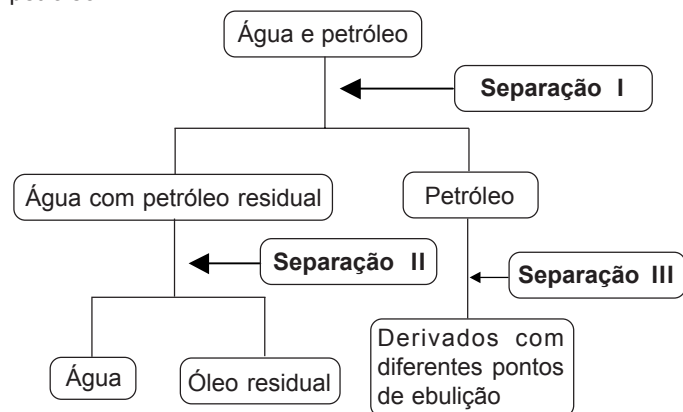 Água e petróleo
Separação I
Água com petróleo residual
Petróleo
Separação II
Separação III
Água
Óleo residual
Derivados com
diferentes pontos
de ebulição